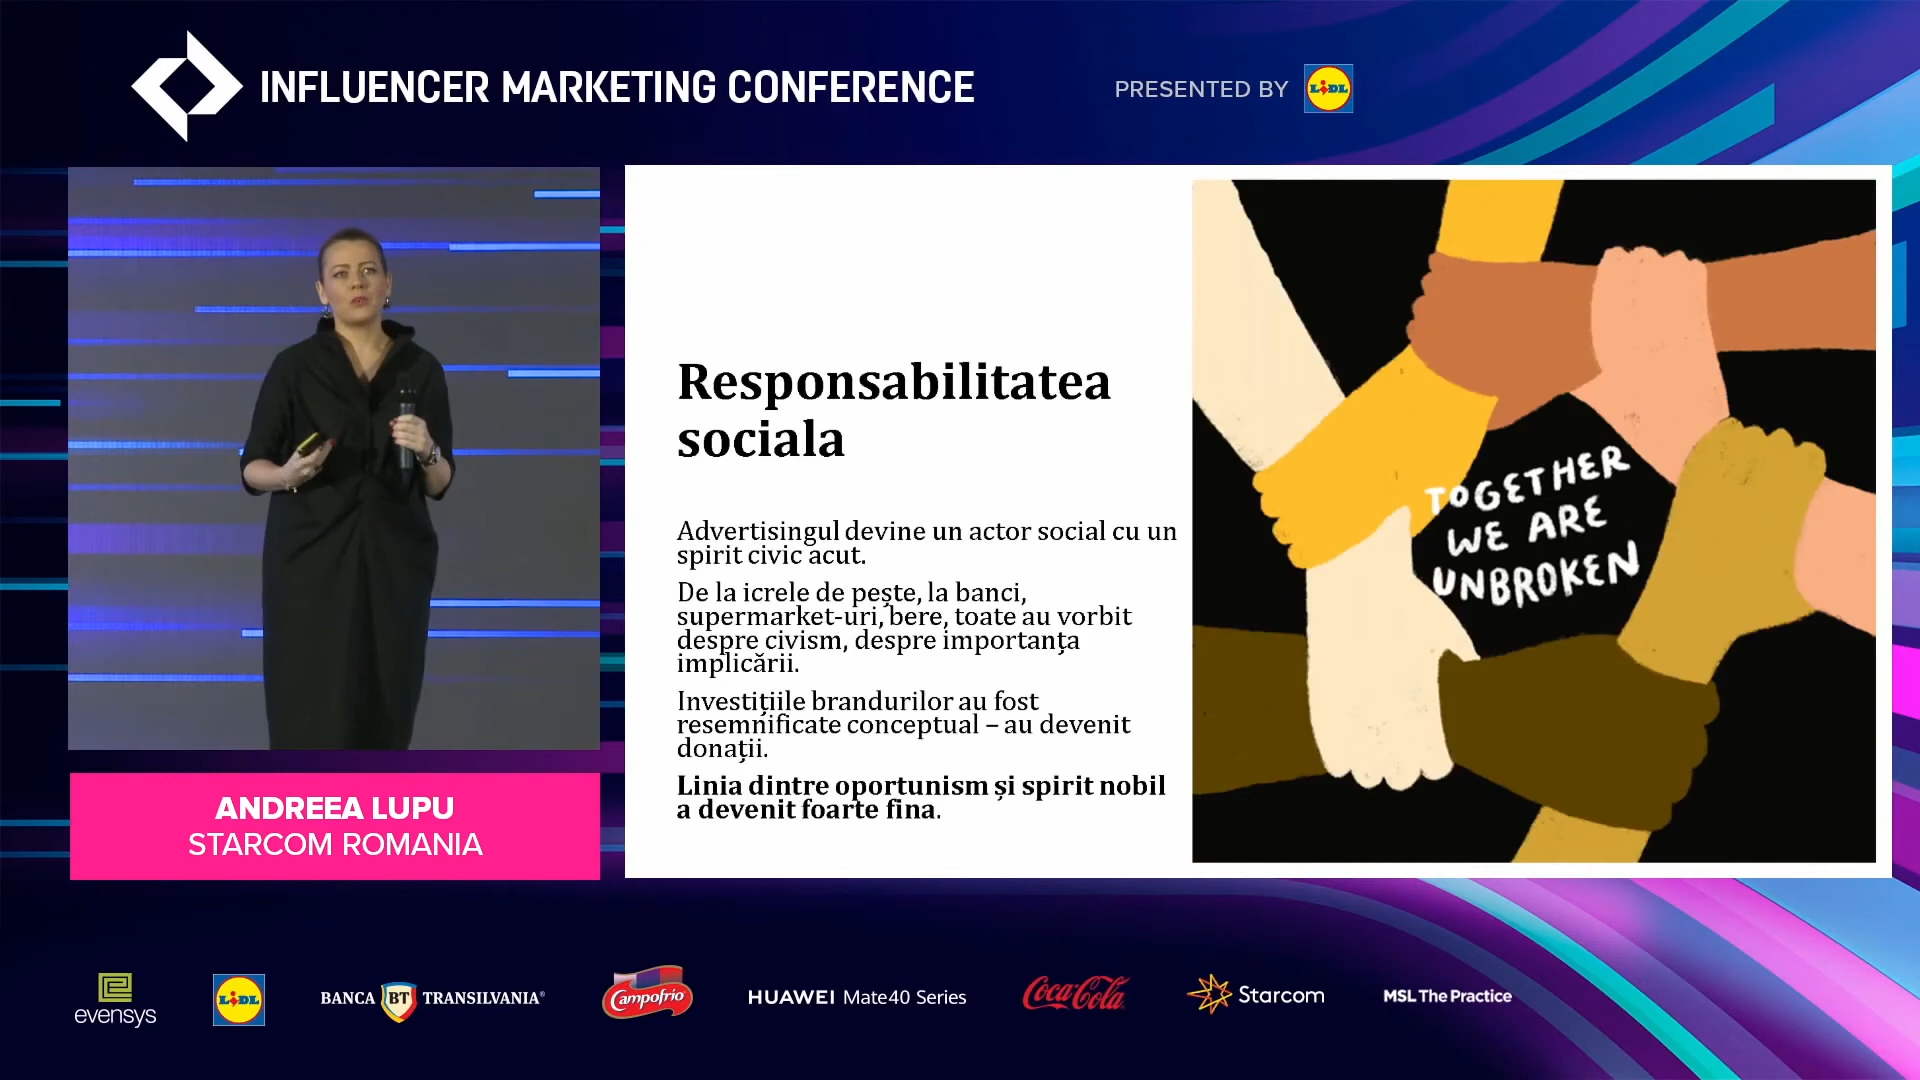 INFLUENCER MARKETING CONFERENCE
PRESENTED BY
LIDL
Responsabilitatea
sociala
Advertisingul devine un actor social cu un
spirit civic acut.
De la icrele de pește, la banci,
supermarket-uri, bere, toate au vorbit
despre civism, despre importanța
implicării.
Investițiile brandurilor au fost
resemnificate conceptual – au devenit
donații.
Linia dintre oportunism și spirit nobil
a devenit foarte fina.
TOGETHER
WE ARE
UNBROKEN
ANDREEA LUPU
STARCOM ROMANIA
evensys
LIDL
BANCA BT TRANSILVANIA®
Campofrio
HUAWEI Mate40 Series
Coca-Cola
Starcom
MSL The Practice